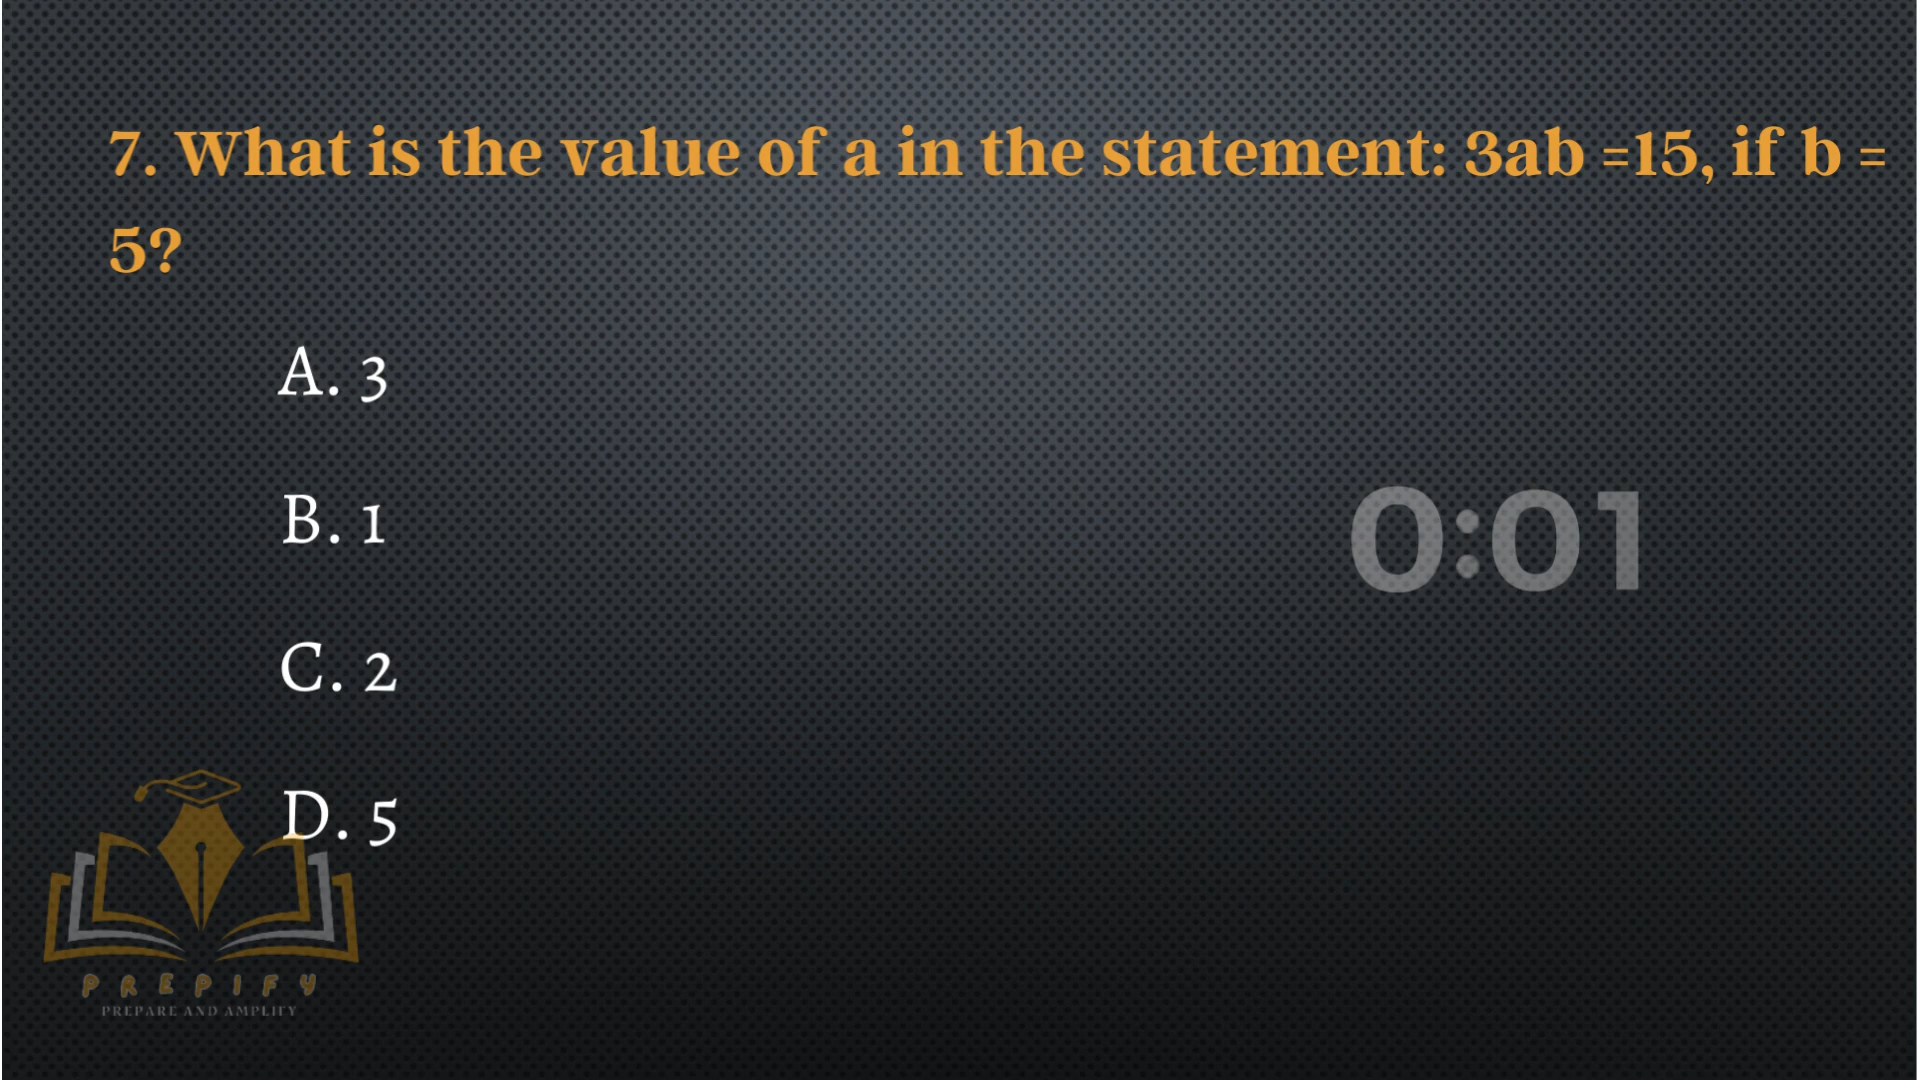 7. What is the value of a in the statement: 3ab =15, if b =
5?
A. 3
B. 1
0:01
C. 2
D. 5
PREPIFY
PREPARE AND AMPLIFY